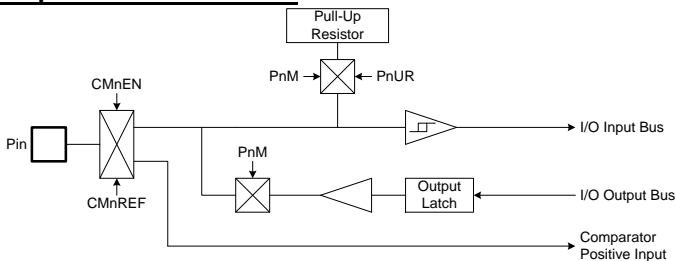 Pull-Up
Resistor
CMnEN
PnM
PnUR
Pin
I/O Input Bus
PnM
Output
Latch
I/O Output Bus
CMnREF
Comparator
Positive Input